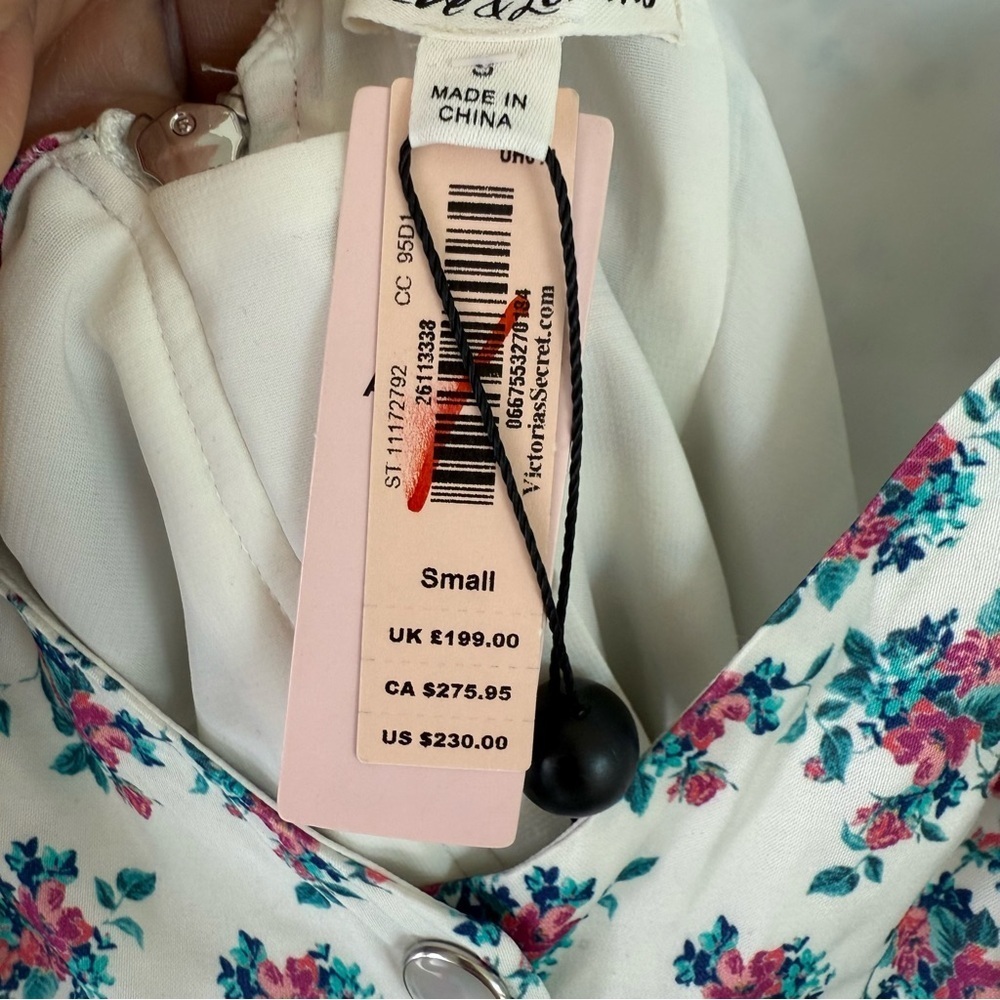 S
MADE IN
CHINA
CC 95D1
ST 11172792
26113338
VictoriasSecret.com
Small
UK £199.00
CA $275.95
US $230.00